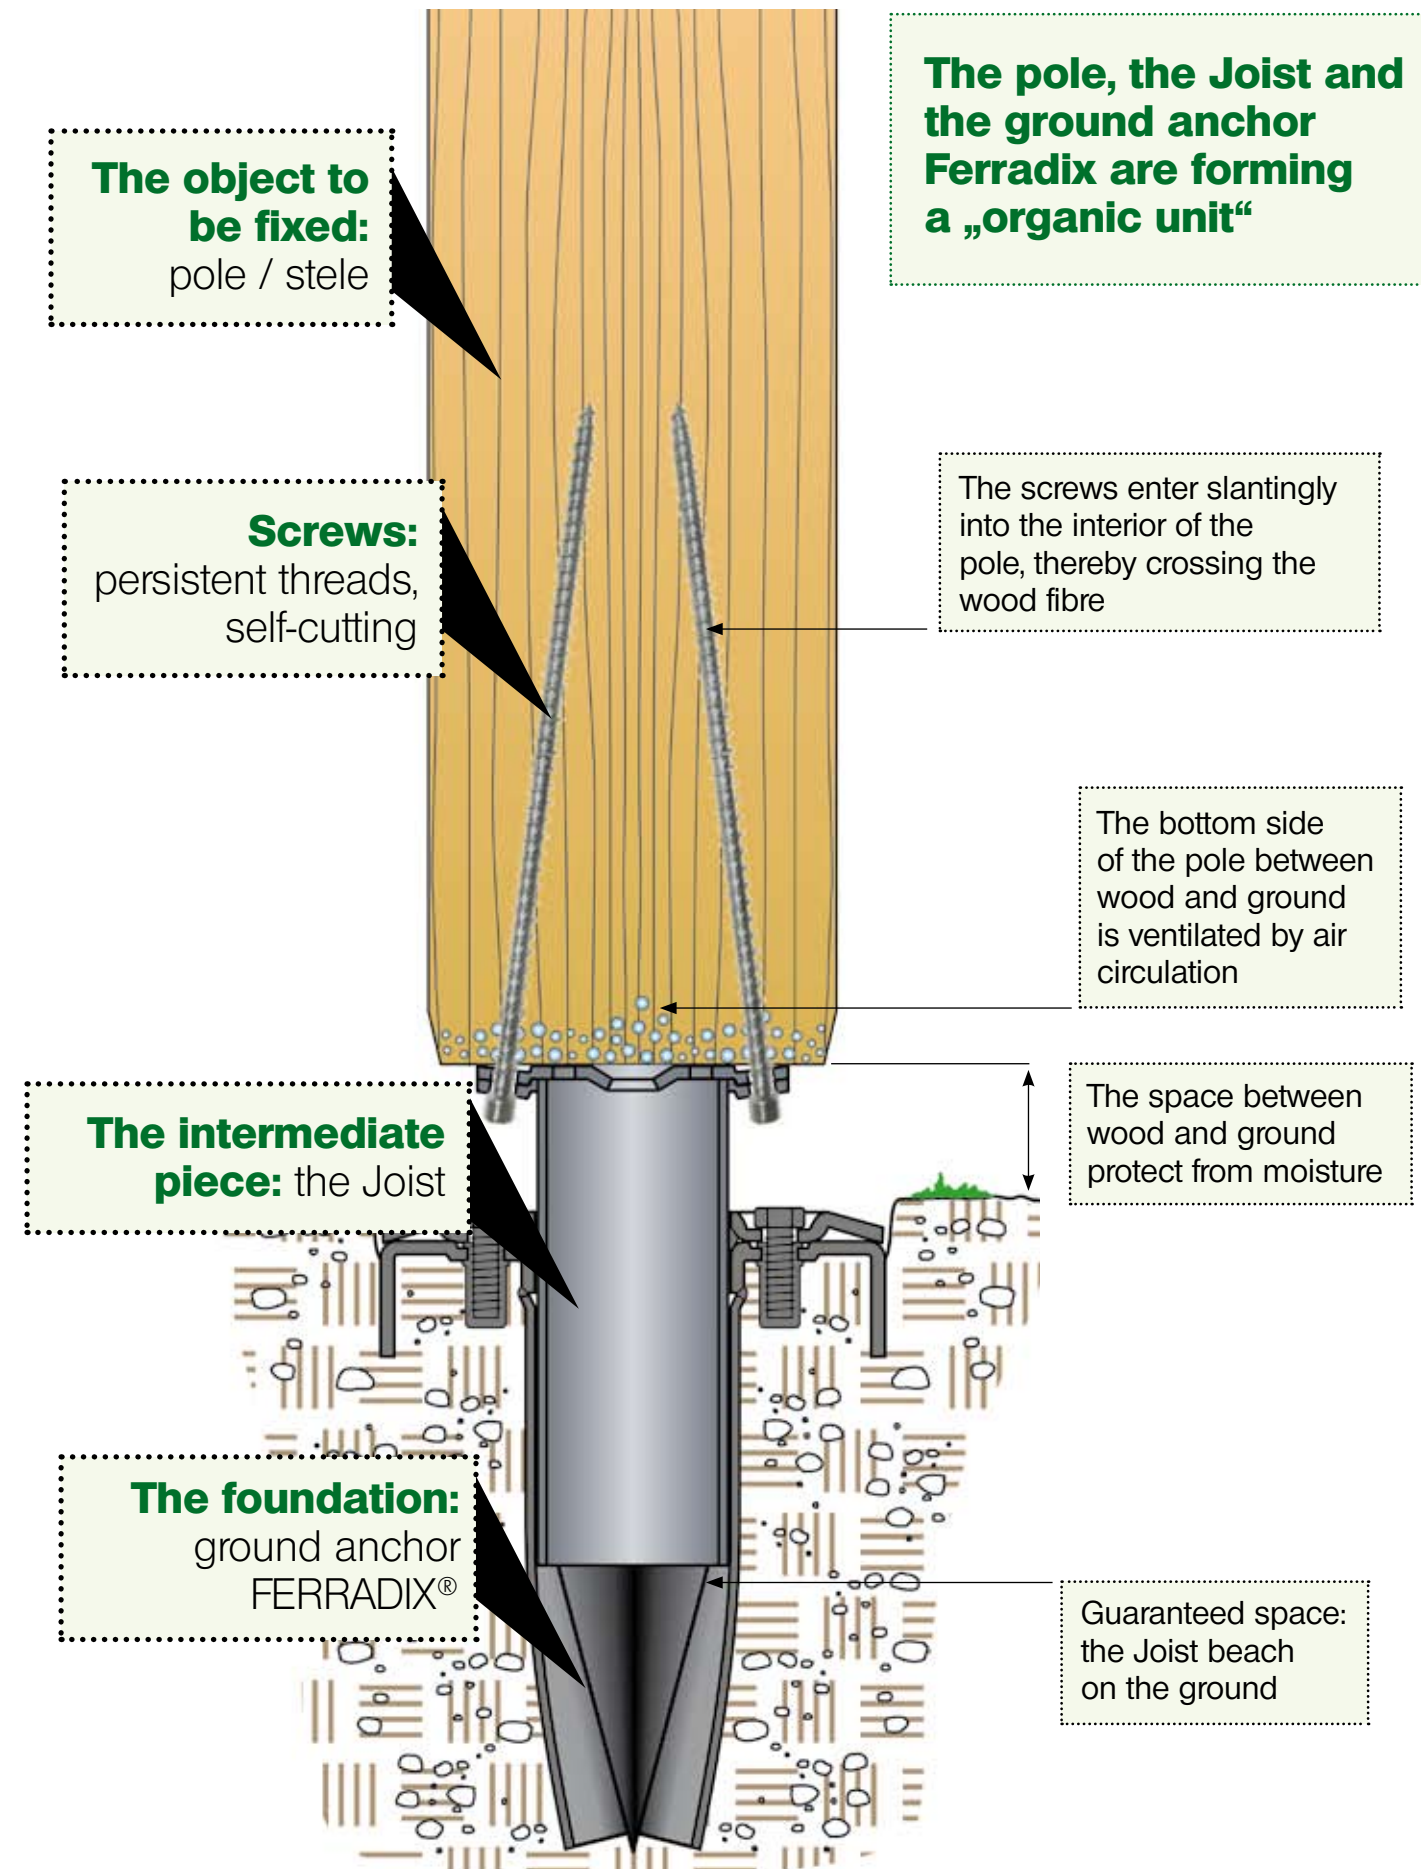 The pole, the Joist and
the ground anchor
Ferradix are forming
a „organic unit“
The object to
be fixed:
pole / stele
Screws:
persistent threads,
self-cutting
The screws enter slantingly
into the interior of the
pole, thereby crossing the
wood fibre
The bottom side
of the pole between
wood and ground
is ventilated by air
circulation
The space between
wood and ground
protect from moisture
The intermediate
piece: the Joist
The foundation:
ground anchor
FERRADIX®
Guaranteed space:
the Joist beach
on the ground